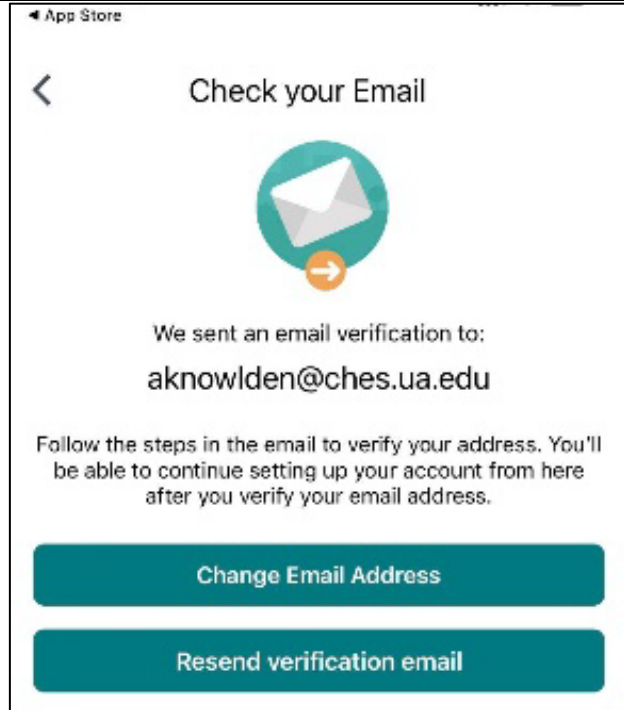 ◀ App Store
Check your Email
We sent an email verification to:
aknowlden@ches.ua.edu
Follow the steps in the email to verify your address. You'll
be able to continue setting up your account from here
after you verify your email address.
Change Email Address
Resend verification email